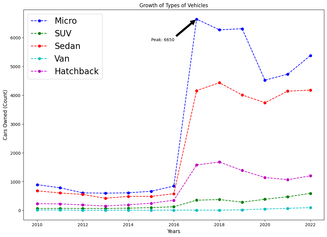 Growth of Types of Vehicles
Micro
SUV
Sedan
Van
Hatchback
Peak: 6650
Cars Owned (Count)
6000
5000
4000
3000
2000
1000
0
2010
2012
2014
2016
2018
2020
2022
Years